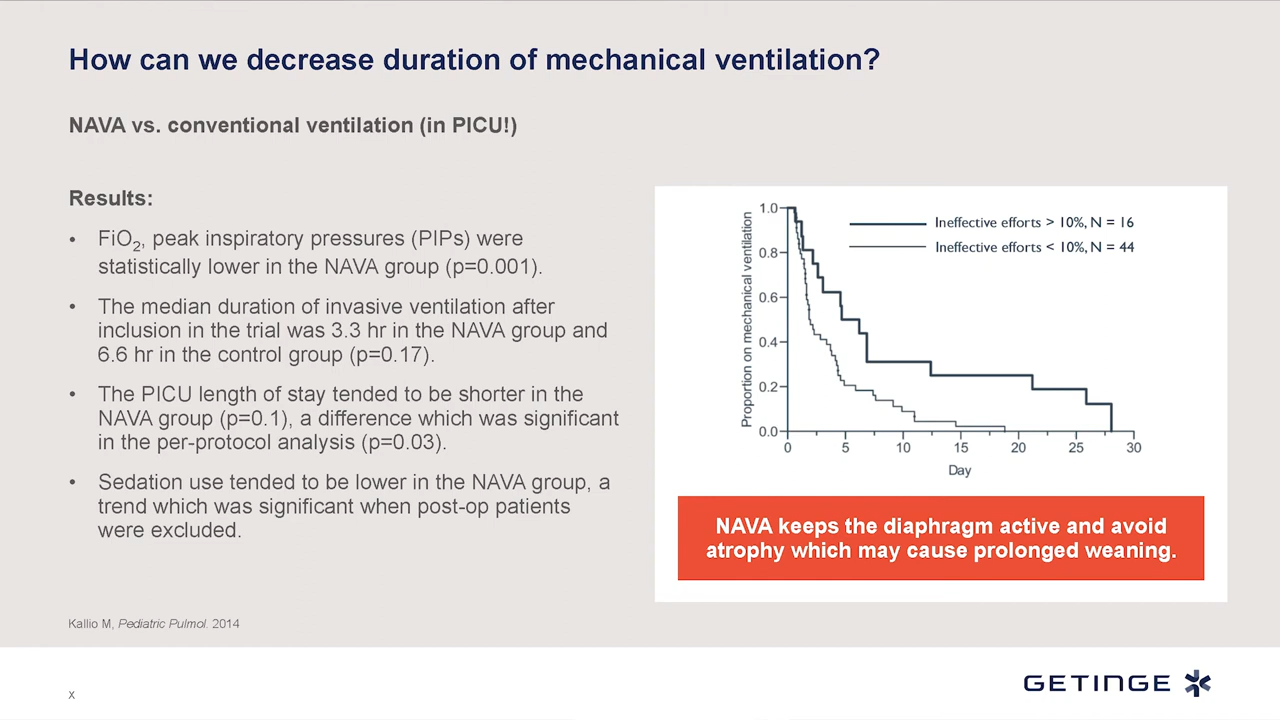 How can we decrease duration of mechanical ventilation?
NAVA vs. conventional ventilation (in PICU!)
Results:
• FiO2, peak inspiratory pressures (PIPs) were
statistically lower in the NAVA group (p=0.001).
• The median duration of invasive ventilation after
inclusion in the trial was 3.3 hr in the NAVA group and
6.6 hr in the control group (p=0.17).
• The PICU length of stay tended to be shorter in the
NAVA group (p=0.1), a difference which was significant
in the per-protocol analysis (p=0.03).
• Sedation use tended to be lower in the NAVA group, a
trend which was significant when post-op patients
were excluded.
Proportion on mechanical ventilation
1.0
0.8
0.6
0.4
0.2
0.0
Ineffective efforts > 10%, N = 16
Ineffective efforts < 10%, N = 44
0 5 10 15 20 25 30
Day
NAVA keeps the diaphragm active and avoid
atrophy which may cause prolonged weaning.
Kallio M, Pediatric Pulmol. 2014
x
GETINGE